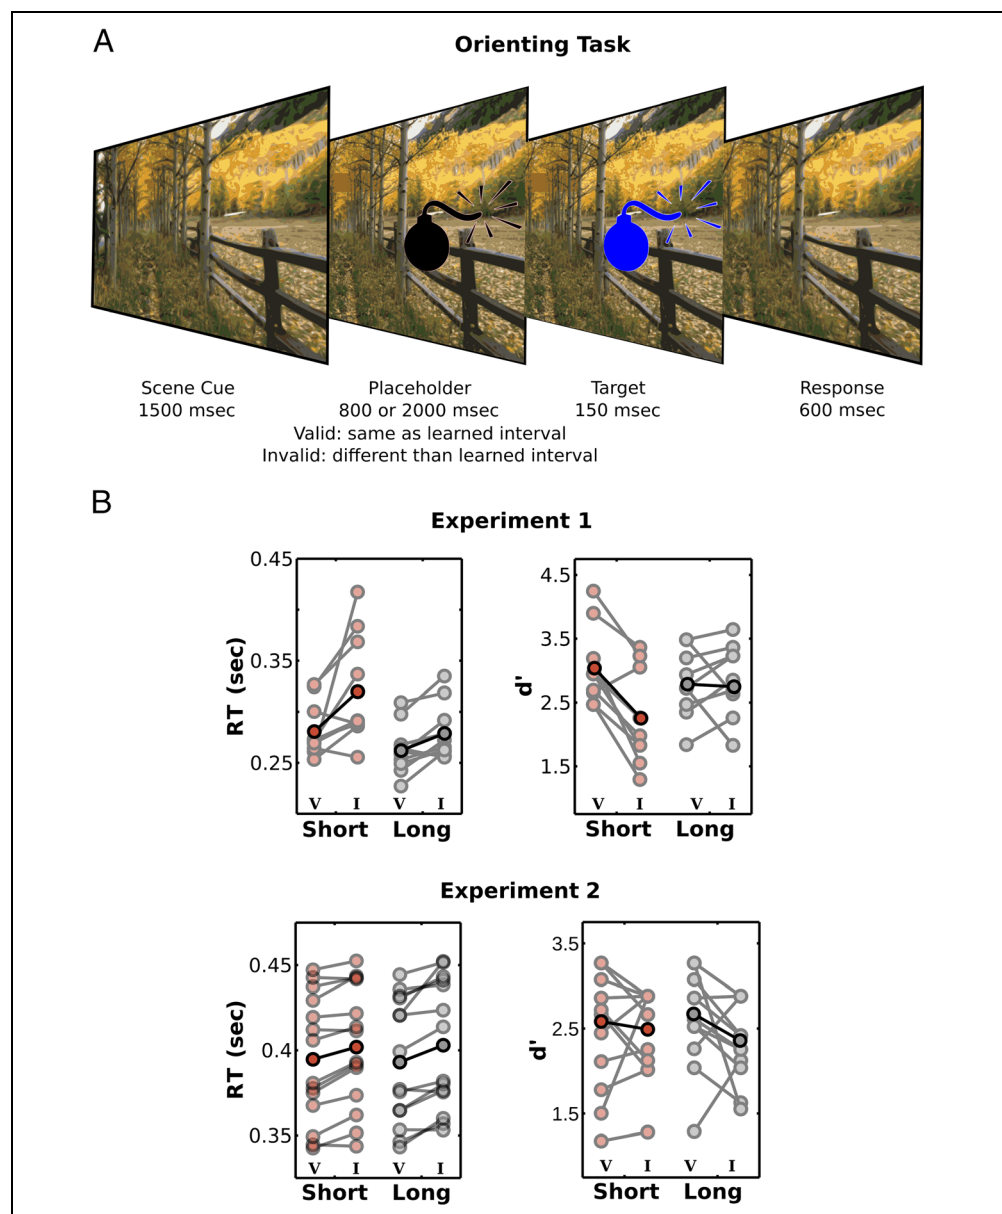 A
Orienting Task
Scene Cue
1500 msec
Placeholder
800 or 2000 msec
Valid: same as learned interval
Invalid: different than learned interval
Target
150 msec
Response
600 msec
B
Experiment 1
RT (sec)
0.45
0.35
0.25
V I V I
Short Long
d'
4.5
3.5
2.5
1.5
V I V I
Short Long
Experiment 2
RT (sec)
0.45
0.4
0.35
V I V I
Short Long
d'
3.5
2.5
1.5
V I V I
Short Long